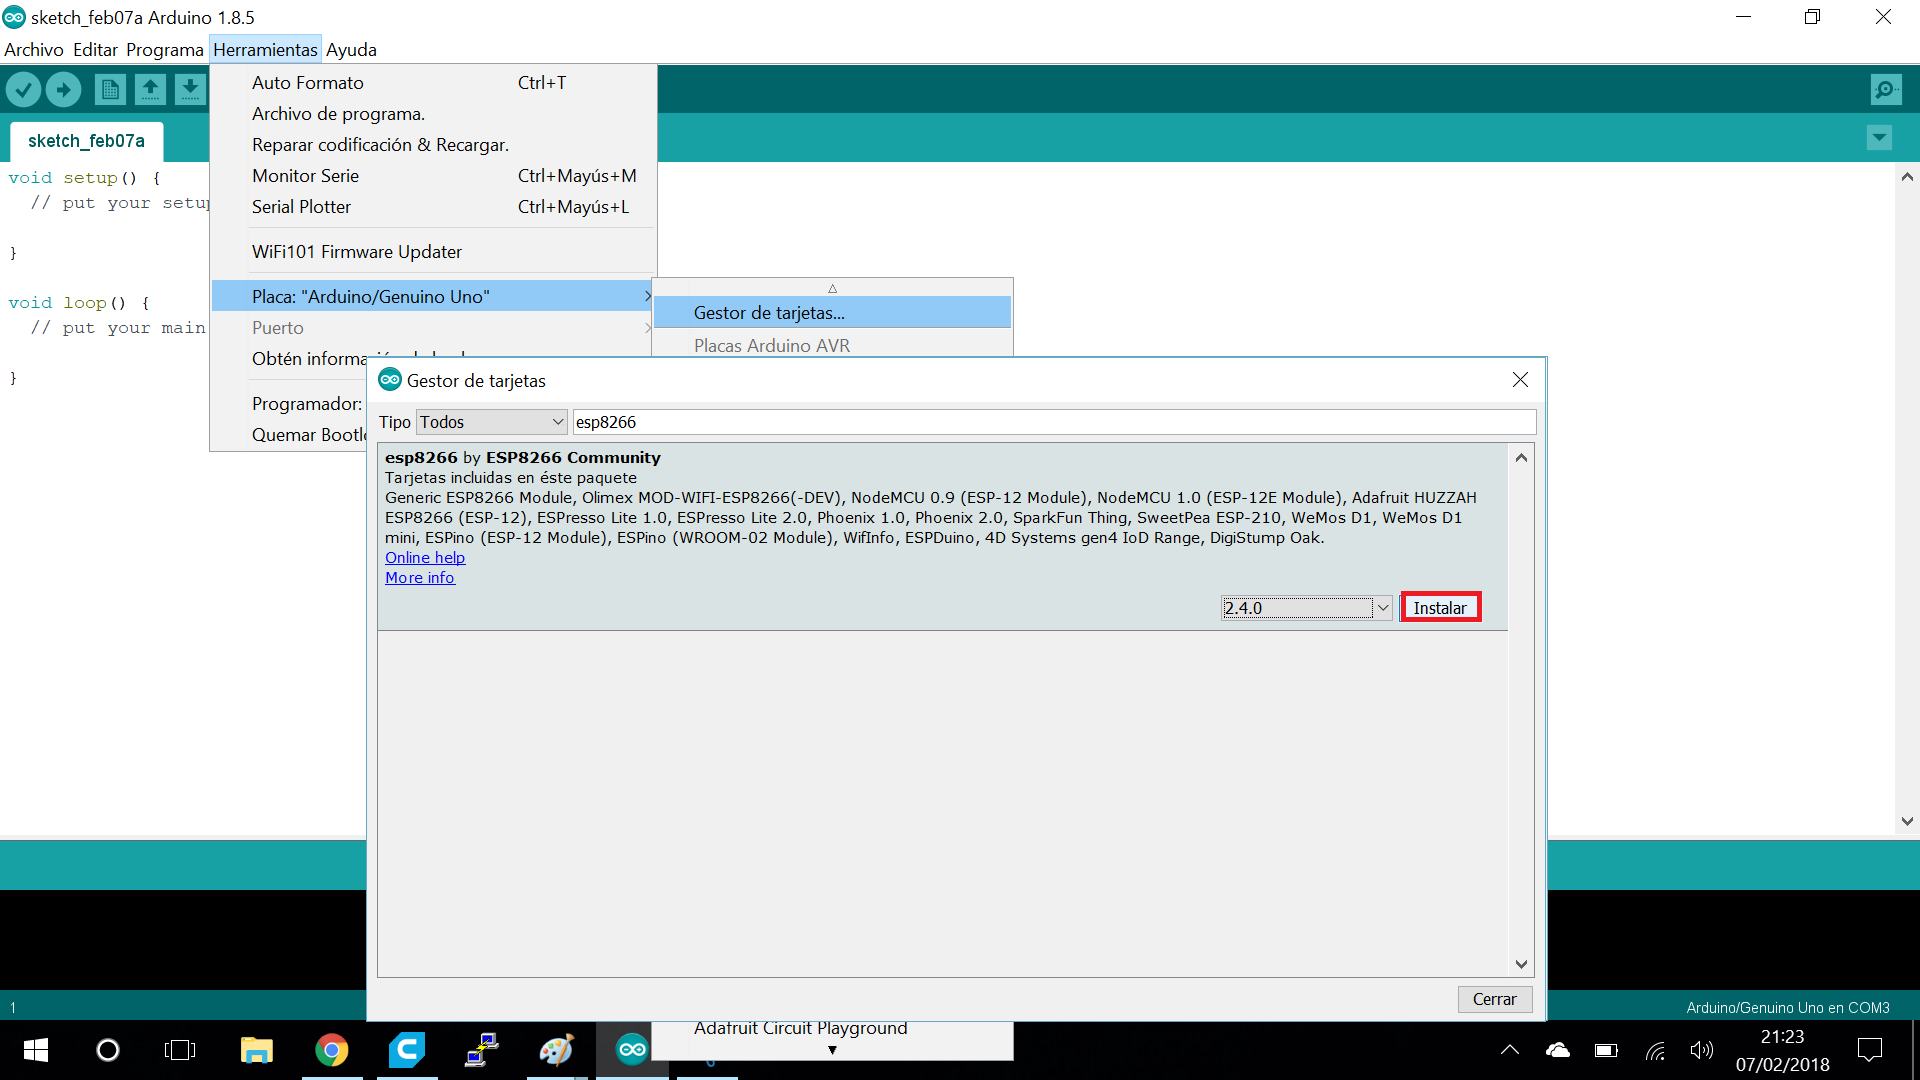 sketch_feb07a Arduino 1.8.5
Archivo Editar Programa Herramientas Ayuda
Auto Formato Ctrl+T
Archivo de programa.
Reparar codificación & Recargar.
Monitor Serie Ctrl+Mayús+M
Serial Plotter Ctrl+Mayús+L
WiFi101 Firmware Updater
Placa: "Arduino/Genuino Uno"
Puerto
Obtén
Programador:
Quemar
Gestor de tarjetas...
Placas Arduino AVR
sketch_feb07a
void setup() {
// put your setup
}
void loop() {
// put your main
}
Gestor de tarjetas
Tipo Todos esp8266
esp8266 by ESP8266 Community
Tarjetas incluidas en éste paquete
Generic ESP8266 Module, Olimex MOD-WIFI-ESP8266(-DEV), NodeMCU 0.9 (ESP-12 Module), NodeMCU 1.0 (ESP-12E Module), Adafruit HUZZAH
ESP8266 (ESP-12), ESPresso Lite 1.0, ESPresso Lite 2.0, Phoenix 1.0, Phoenix 2.0, SparkFun Thing, SweetPea ESP-210, WeMos D1, WeMos D1
mini, ESPino (ESP-12 Module), ESPino (WROOM-02 Module), WifInfo, ESPDuino, 4D Systems gen4 IoD Range, DigiStump Oak.
Online help
More info
2.4.0 Instalar
Cerrar
1 Arduino/Genuino Uno en COM3
Adafruit Circuit Playground
21:23
07/02/2018